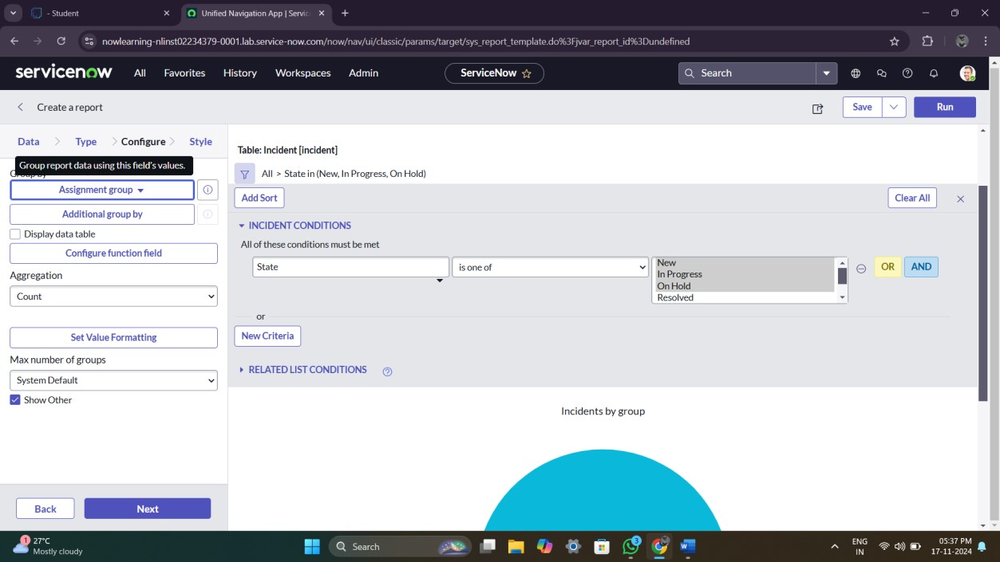 - Student
Unified Navigation App | Servic
nowlearning-nlinst02234379-0001.lab.service-now.com/now/nav/ui/classic/params/target/sys_report_template.do%3Fjvar_report_id%3Dundefined
servicenow
All
Favorites
History
Workspaces
Admin
ServiceNow
Search
Create a report
Save
Run
Data
Type
Configure
Style
Group report data using this field's values.
Assignment group
Additional group by
Display data table
Configure function field
Aggregation
Count
Set Value Formatting
Max number of groups
System Default
Show Other
Back
Next
Table: Incident [incident]
All > State in (New, In Progress, On Hold)
Add Sort
Clear All
INCIDENT CONDITIONS
All of these conditions must be met
State
is one of
New
In Progress
On Hold
Resolved
OR
AND
or
New Criteria
RELATED LIST CONDITIONS
Incidents by group
1
27°C
Mostly cloudy
Search
3
ENG
IN
05:37 PM
17-11-2024